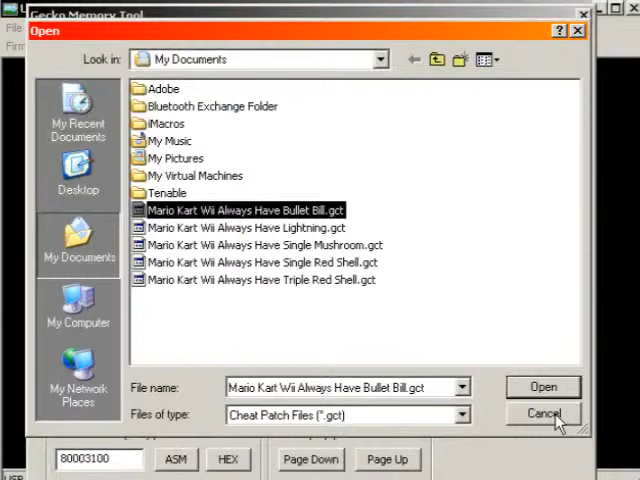 Gecko Memory Tool
File
Firm
Open
Look in:
My Documents
My Recent
Documents
Desktop
My Documents
My Computer
My Network
Places
Adobe
Bluetooth Exchange Folder
iMacros
My Music
My Pictures
My Virtual Machines
Tenable
Mario Kart Wii Always Have Bullet Bill.gct
Mario Kart Wii Always Have Lightning.gct
Mario Kart Wii Always Have Single Mushroom.gct
Mario Kart Wii Always Have Single Red Shell.gct
Mario Kart Wii Always Have Triple Red Shell.gct
File name:
Mario Kart Wii Always Have Bullet Bill.gct
Open
Files of type:
Cheat Patch Files (*.gct)
Cancel
80003100
ASM
HEX
Page Down
Page Up